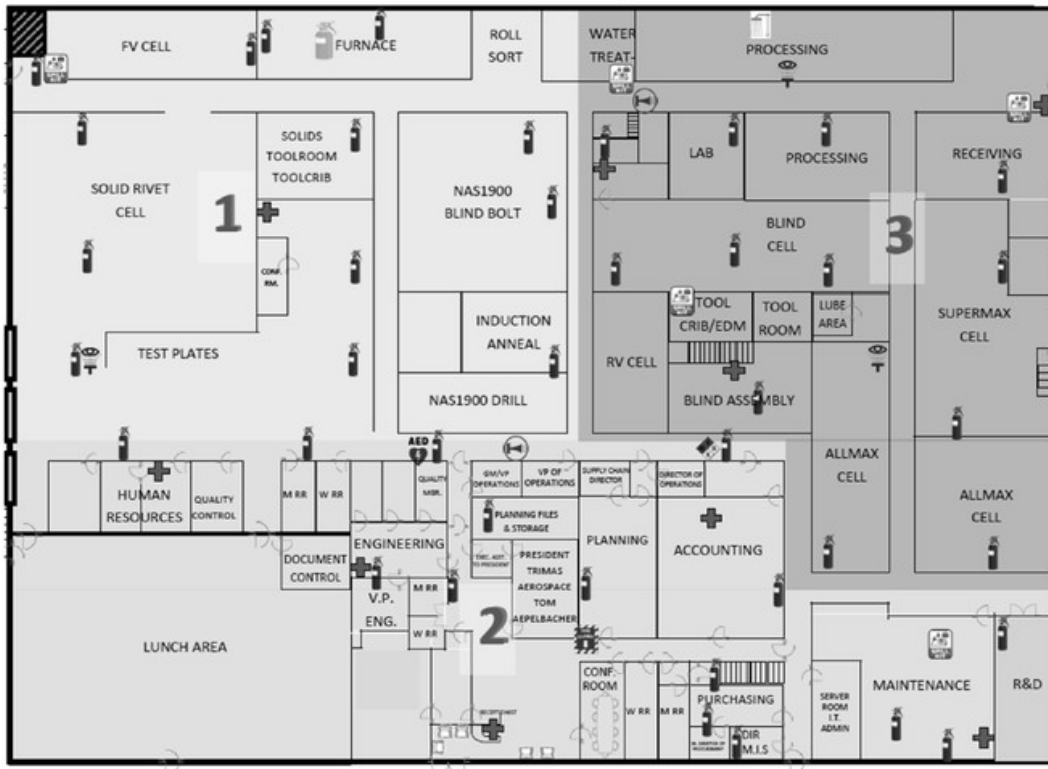 FV CELL
FURNACE
ROLL
SORT
WATER
TREAT-
PROCESSING
SOLID RIVET
CELL
SOLIDS
TOOLROOM
TOOLCRIB
1
CONF.
RM.
TEST PLATES
NAS1900
BLIND BOLT
INDUCTION
ANNEAL
NAS1900 DRILL
LAB
PROCESSING
RECEIVING
BLIND
CELL
3
TOOL
CRIB/EDM
TOOL
ROOM
LUBE
AREA
SUPERMAX
CELL
RV CELL
BLIND ASSEMBLY
ALLMAX
CELL
ALLMAX
CELL
AED
HUMAN
RESOURCES
QUALITY
CONTROL
M RR
W RR
QUALITY
MGR.
GM/VP
OPERATIONS
VP OF
OPERATIONS
SUPPLY CHAIN
DIRECTOR
DIRECTOR OF
OPERATIONS
PLANNING FILES
& STORAGE
DOCUMENT
CONTROL
ENGINEERING
EXEC. ASST.
TO PRESIDENT
PRESIDENT
TRIMAS
AEROSPACE
TOM
AEPELBACHER
PLANNING
ACCOUNTING
V.P.
ENG.
M RR
W RR
2
LUNCH AREA
RECEPTIONIST
CONF.
ROOM
W RR
M RR
PURCHASING
DIR
M.I.S
SERVER
ROOM
I.T.
ADMIN
MAINTENANCE
R&D